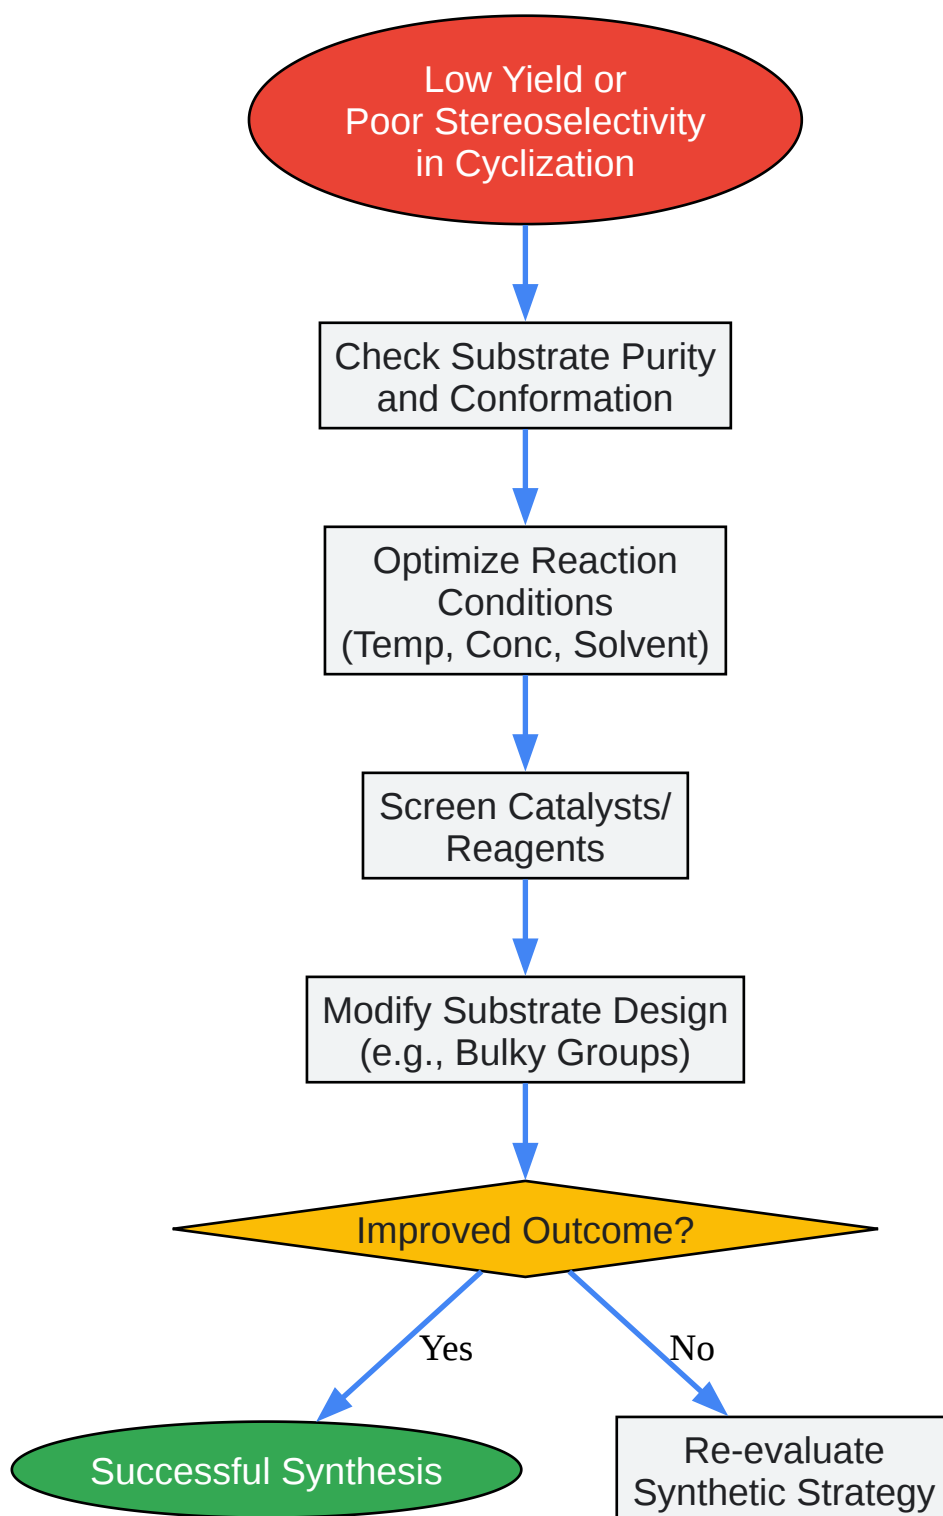 Low Yield or
Poor Stereoselectivity
in Cyclization
Check Substrate Purity
and Conformation
Optimize Reaction
Conditions
(Temp, Conc, Solvent)
Screen Catalysts/
Reagents
Modify Substrate Design
(e.g., Bulky Groups)
Improved Outcome?
Yes
No
Successful Synthesis
Re-evaluate
Synthetic Strategy